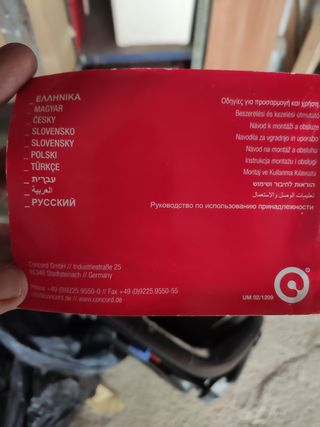 _ ΕΛΛΗΝΙΚΑ Οδηγίες για προσαρμογή και χρήση
_ MAGYAR Beszerelési és kezelési útmutató
_ ČESKY Návod k montáži a obsluze
_ SLOVENSKO Navodila za vgradnjo in uporabo
_ SLOVENSKY Návod na montáž a obsluhu
_ POLSKI Instrukcja montażu i obsługi
_ TÜRKÇE Montaj ve Kullanma Kılavuzu
_ עברית הוראות לחיבור ושימוש
_ العربية تعليمات الوصل والاستعمال
_ РУССКИЙ Руководство по использованию принадлежности
Concord GmbH // Industriestraße 25
95346 Stadtsteinach // Germany
Phone +49 (0)9225.9550-0 // Fax +49 (0)9225.9550-55
info@concord.de // www.concord.de
UM 02/1209